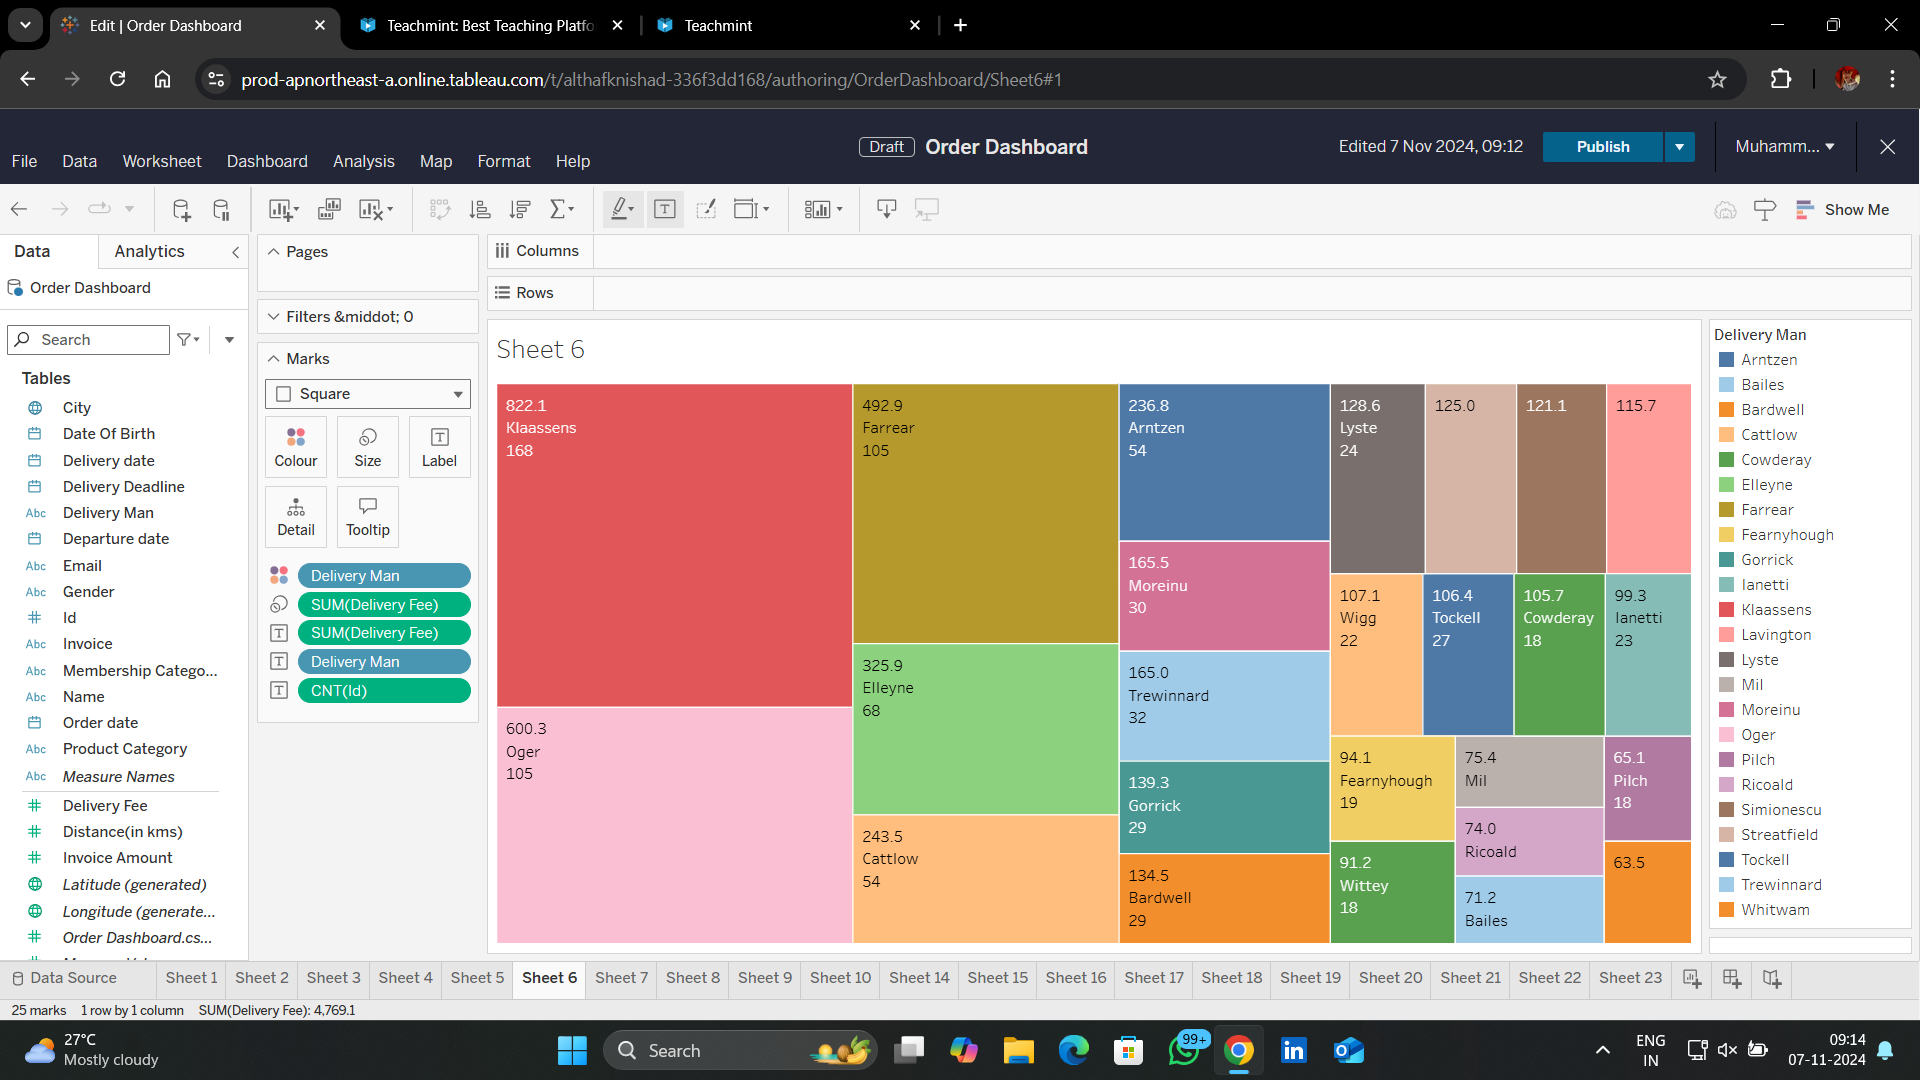 Edit | Order Dashboard
Teachmint: Best Teaching Platfo
Teachmint
prod-apnortheast-a.online.tableau.com/t/althafknishad-336f3dd168/authoring/OrderDashboard/Sheet6#1
File Data Worksheet Dashboard Analysis Map Format Help
Draft Order Dashboard
Edited 7 Nov 2024, 09:12
Publish
Muhamm...
Show Me
Data
Analytics
Order Dashboard
Search
Tables
City
Date Of Birth
Delivery date
Delivery Deadline
Abc Delivery Man
Departure date
Abc Email
Abc Gender
Id
Abc Invoice
Abc Membership Catego...
Abc Name
Order date
Abc Product Category
Abc Measure Names
Delivery Fee
Distance(in kms)
Invoice Amount
Latitude (generated)
Longitude (generate...
Order Dashboard.cs...
Pages
Filters &middot; 0
Marks
Square
Colour
Size
Label
Detail
Tooltip
Delivery Man
SUM(Delivery Fee)
SUM(Delivery Fee)
Delivery Man
CNT(Id)
Columns
Rows
Sheet 6
822.1
Klaassens
168
600.3
Oger
105
492.9
Farrear
105
325.9
Elleyne
68
243.5
Cattlow
54
236.8
Arntzen
54
165.5
Moreinu
30
165.0
Trewinnard
32
139.3
Gorrick
29
134.5
Bardwell
29
128.6
Lyste
24
125.0
121.1
115.7
107.1
Wigg
22
106.4
Tockell
27
105.7
Cowderay
18
99.3
Ianetti
23
94.1
Fearnyhough
19
91.2
Wittey
18
75.4
Mil
74.0
Ricoald
71.2
Bailes
65.1
Pilch
18
63.5
Delivery Man
Arntzen
Bailes
Bardwell
Cattlow
Cowderay
Elleyne
Farrear
Fearnyhough
Gorrick
Ianetti
Klaassens
Lavington
Lyste
Mil
Moreinu
Oger
Pilch
Ricoald
Simionescu
Streatfield
Tockell
Trewinnard
Whitwam
Data Source Sheet 1 Sheet 2 Sheet 3 Sheet 4 Sheet 5 Sheet 6 Sheet 7 Sheet 8 Sheet 9 Sheet 10 Sheet 14 Sheet 15 Sheet 16 Sheet 17 Sheet 18 Sheet 19 Sheet 20 Sheet 21 Sheet 22 Sheet 23
25 marks 1 row by 1 column SUM(Delivery Fee): 4,769.1
27°C
Mostly cloudy
Search
99+
ENG
IN
09:14
07-11-2024